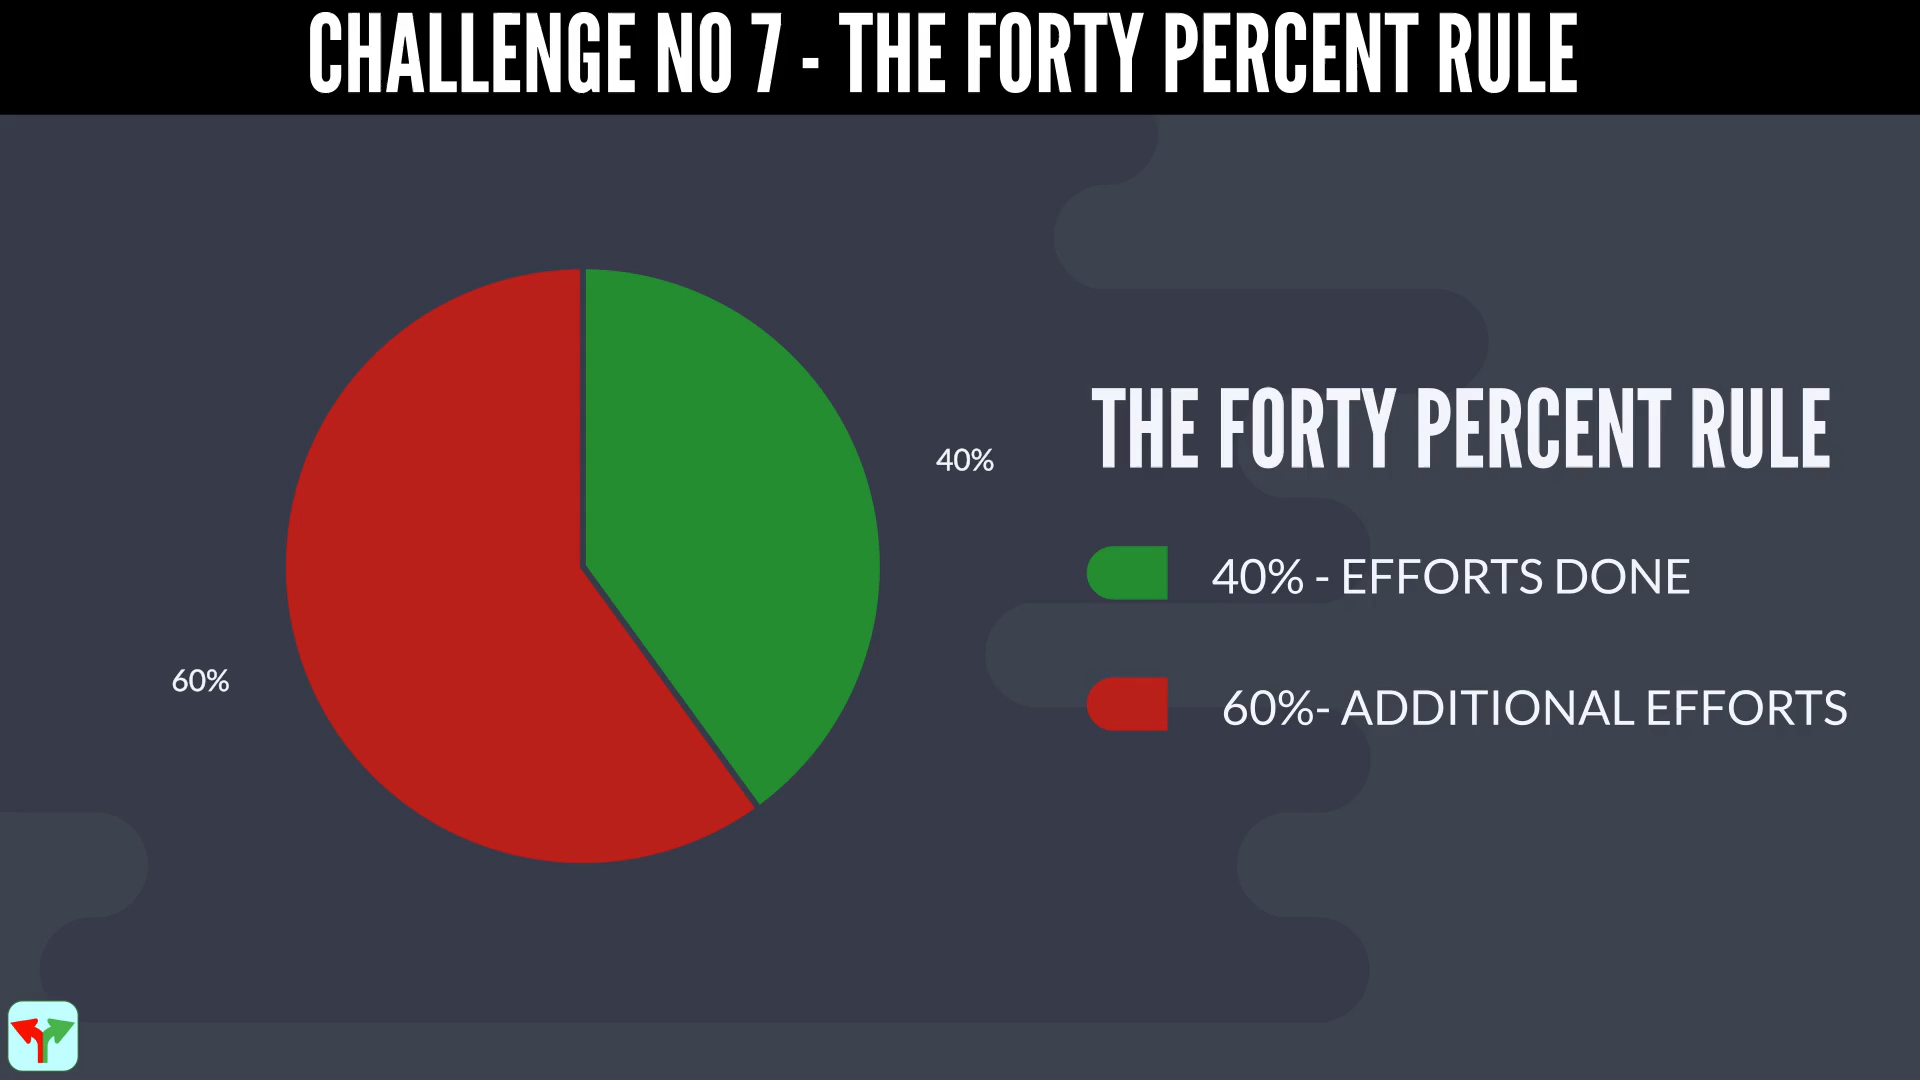 CHALLENGE NO 7 - THE FORTY PERCENT RULE
40%
60%
THE FORTY PERCENT RULE
40% - EFFORTS DONE
60%- ADDITIONAL EFFORTS